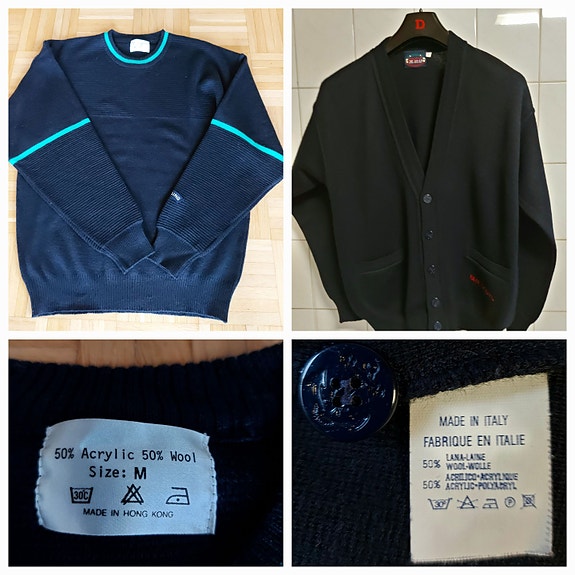 D
50% Acrylic 50% Wool
Size: M
30°C
MADE IN HONG KONG
MADE IN ITALY
FABRIQUE EN ITALIE
50% LANA-LAINE
WOOL-WOLLE
50% ACRILICO-ACRYLIQUE
ACRYLIC-POLYACRYL
30°
P